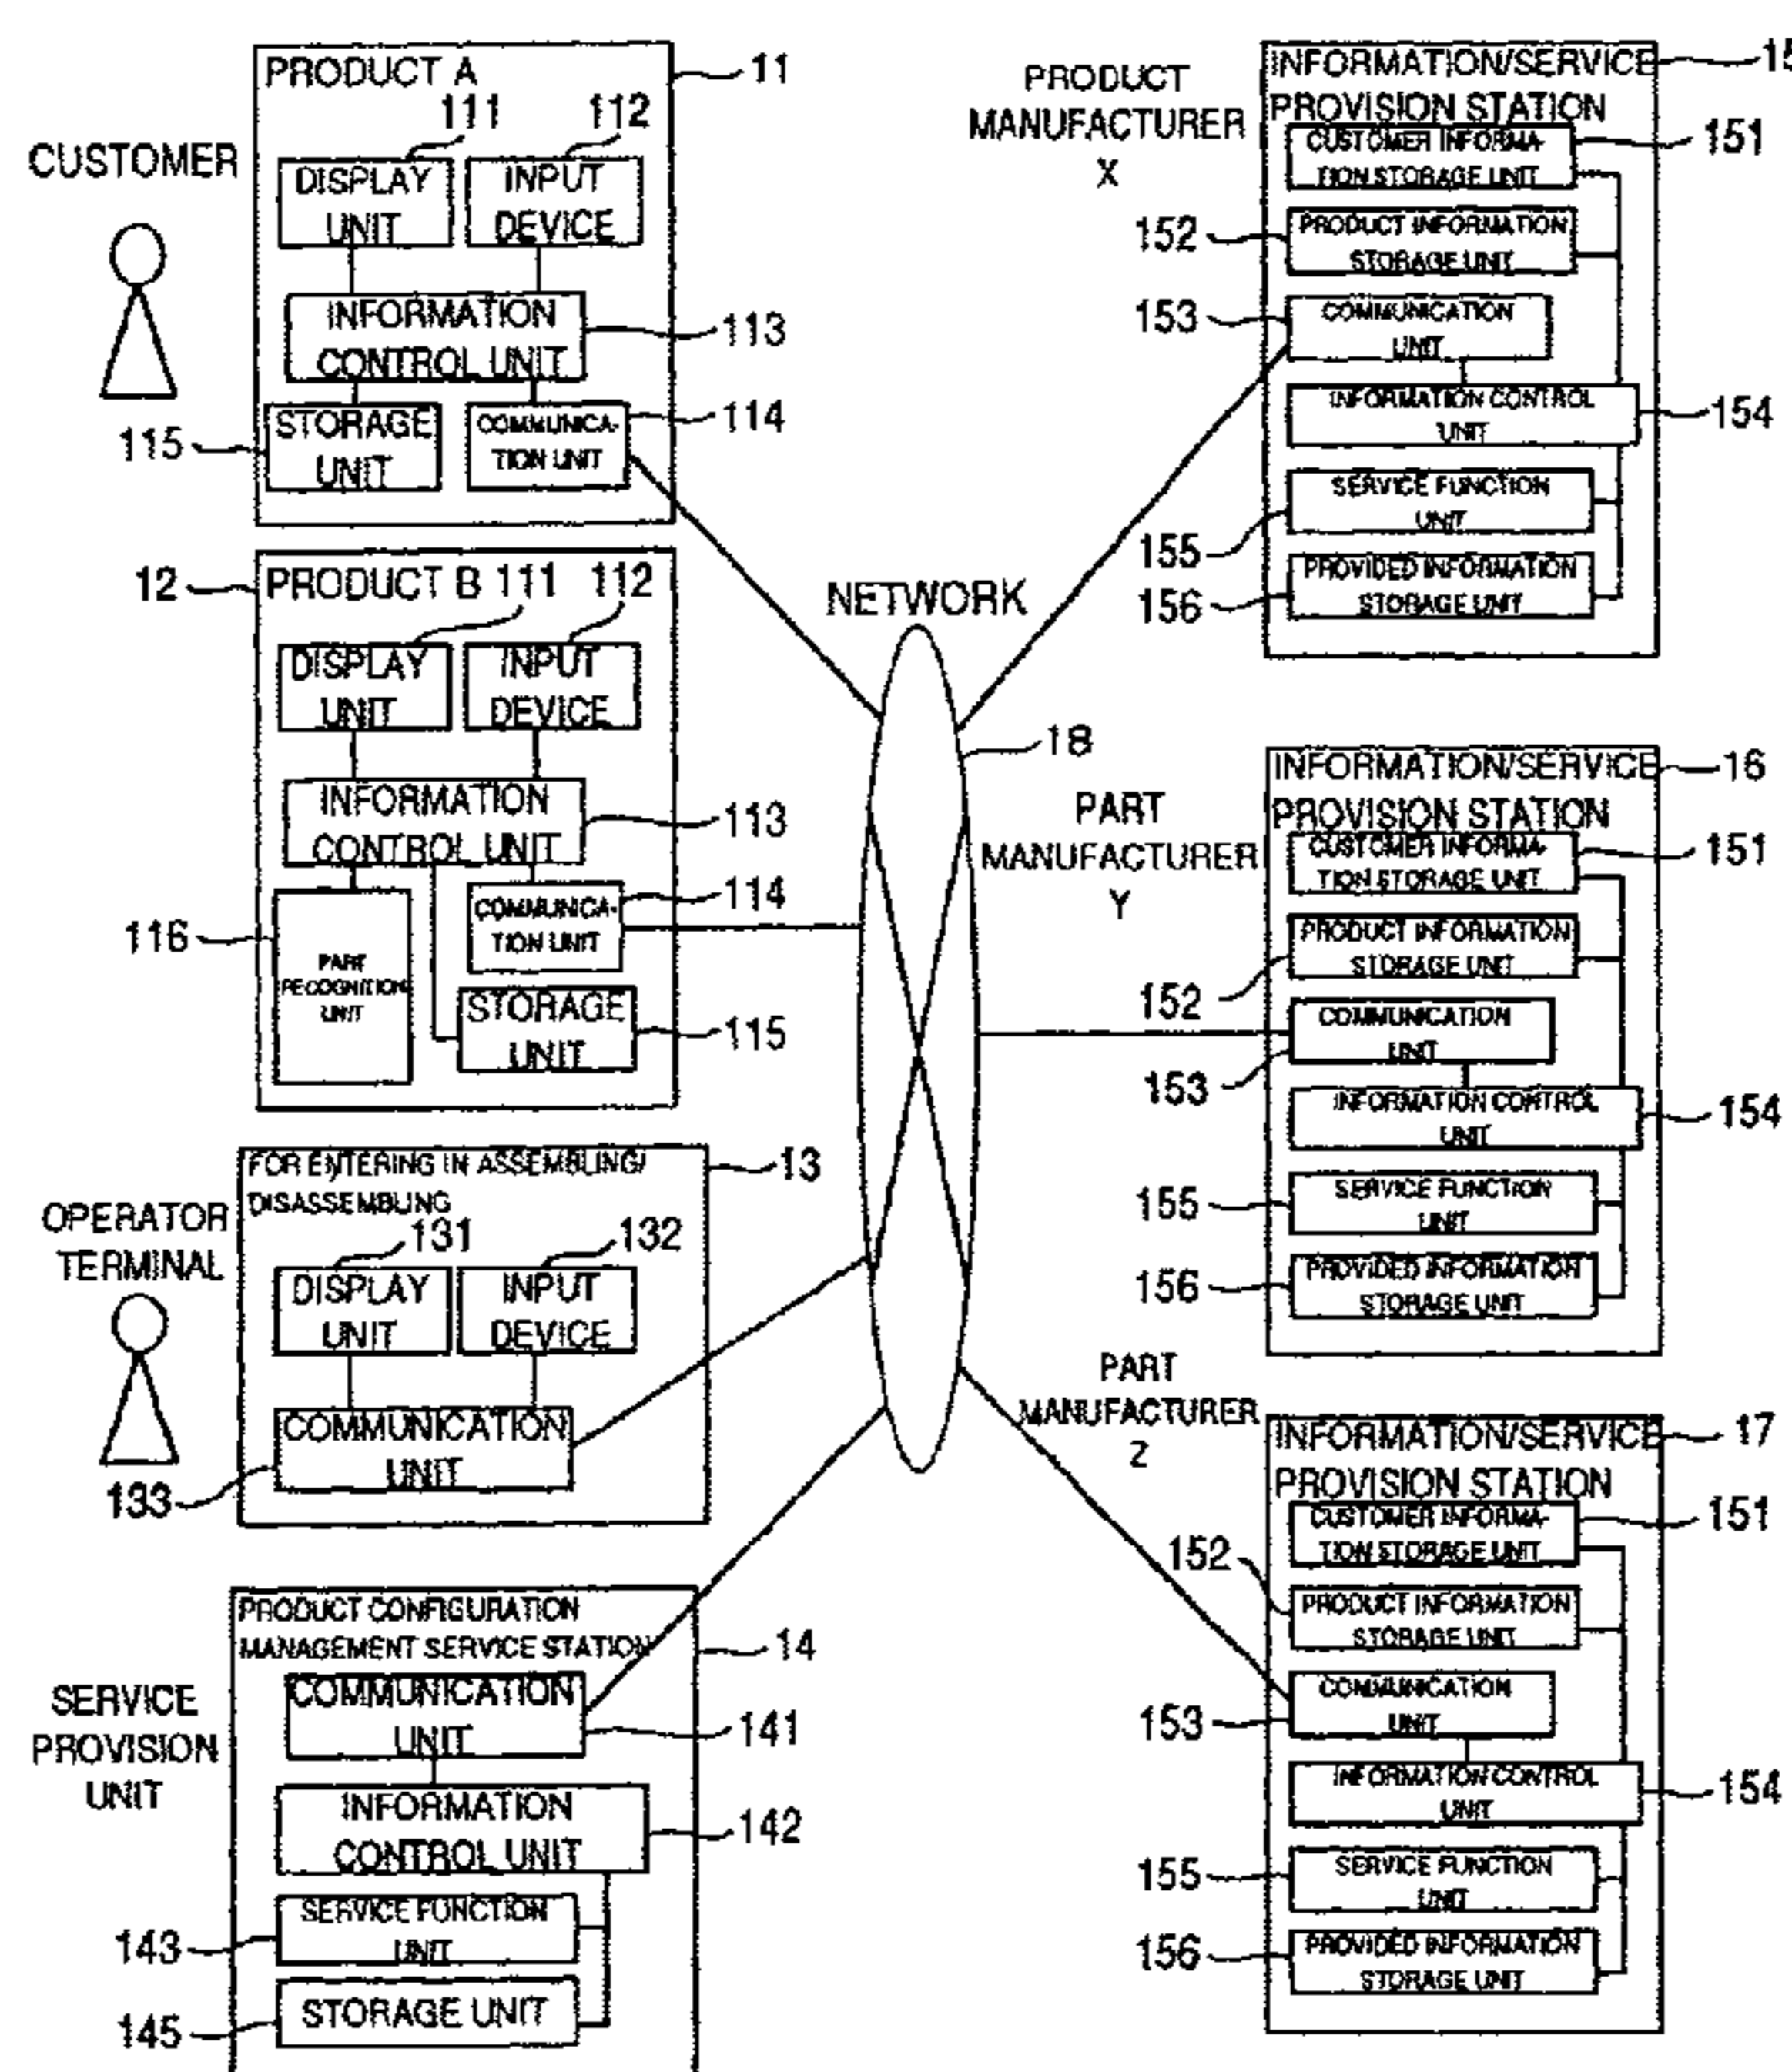 CUSTOMER
PRODUCT A
11
111
112
DISPLAY
UNIT
INPUT
DEVICE
INFORMATION
CONTROL UNIT
113
STORAGE
UNIT
115
COMMUNICA-
TION UNIT
114
12
PRODUCT B
111
112
DISPLAY
UNIT
INPUT
DEVICE
INFORMATION
CONTROL UNIT
113
COMMUNICA-
TION UNIT
114
116
PART
RECOGNITION
UNIT
STORAGE
UNIT
115
OPERATOR
TERMINAL
FOR ENTERING IN ASSEMBLING/
DISASSEMBLING
13
131
132
DISPLAY
UNIT
INPUT
DEVICE
COMMUNICATION
UNIT
133
SERVICE
PROVISION
UNIT
PRODUCT CONFIGURATION
MANAGEMENT SERVICE STATION
14
COMMUNICATION
UNIT
141
INFORMATION
CONTROL UNIT
142
SERVICE FUNCTION
UNIT
143
STORAGE UNIT
145
NETWORK
18
PRODUCT
MANUFACTURER
X
INFORMATION/SERVICE
PROVISION STATION
15
CUSTOMER INFORMA-
TION STORAGE UNIT
151
152
PRODUCT INFORMATION
STORAGE UNIT
153
COMMUNICATION
UNIT
INFORMATION CONTROL
UNIT
154
SERVICE FUNCTION
UNIT
155
PROVIDED INFORMATION
STORAGE UNIT
156
PART
MANUFACTURER
Y
INFORMATION/SERVICE
PROVISION STATION
16
CUSTOMER INFORMA-
TION STORAGE UNIT
151
PRODUCT INFORMATION
STORAGE UNIT
152
COMMUNICATION
UNIT
153
INFORMATION CONTROL
UNIT
154
SERVICE FUNCTION
UNIT
155
PROVIDED INFORMATION
STORAGE UNIT
156
PART
MANUFACTURER
Z
INFORMATION/SERVICE
PROVISION STATION
17
CUSTOMER INFORMA-
TION STORAGE UNIT
151
152
PRODUCT INFORMATION
STORAGE UNIT
COMMUNICATION
UNIT
153
INFORMATION CONTROL
UNIT
154
SERVICE FUNCTION
UNIT
155
PROVIDED INFORMATION
STORAGE UNIT
156